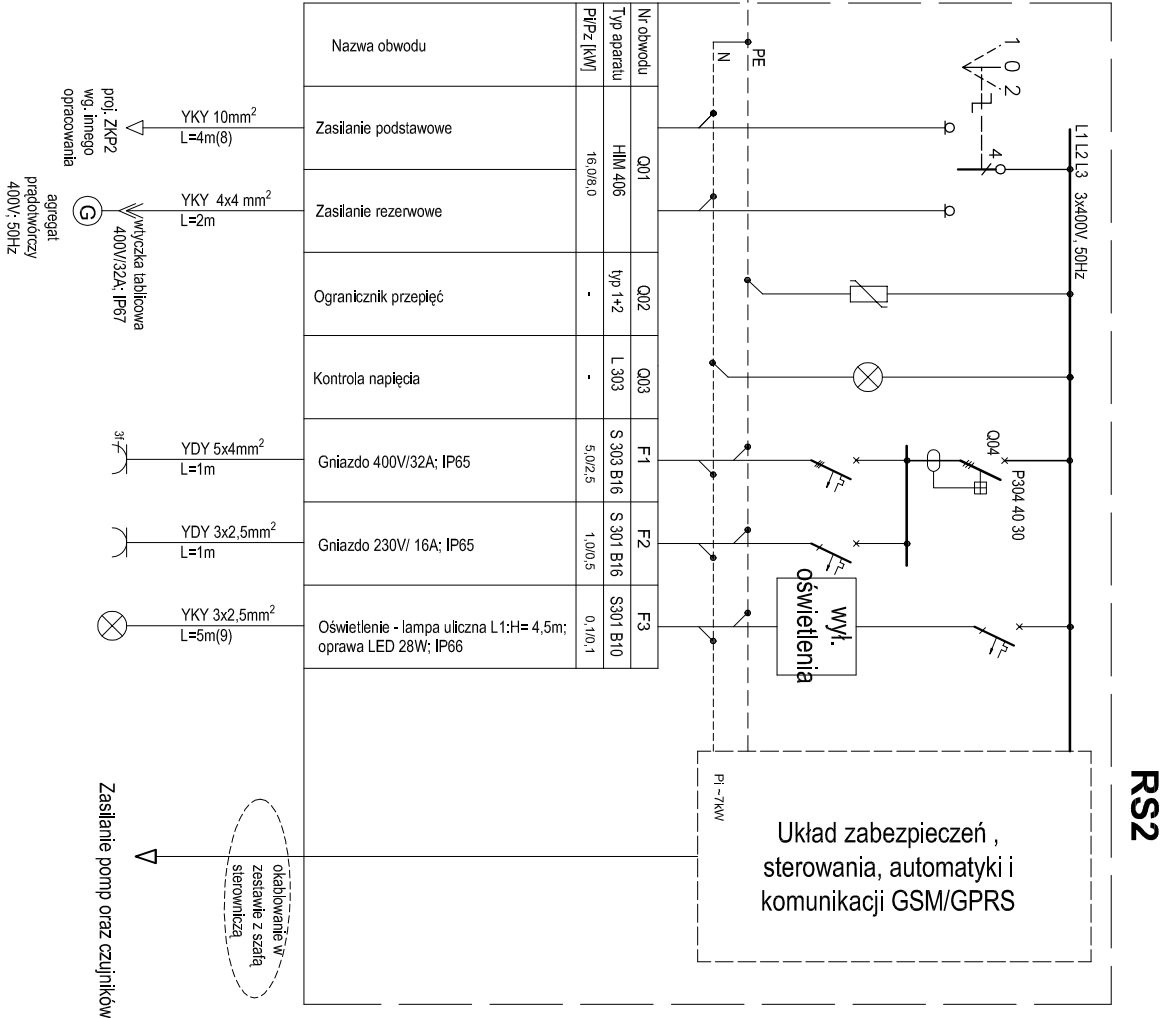 RS2
L1 L2 L3 3x400V, 50Hz
1
0
2
4
PE
N
Q04
P304 40 30
wył.
oświetlenia
Pi ~7kW
Układ zabezpieczeń ,
sterowania, automatyki i
komunikacji GSM/GPRS
Nr obwodu
Q01
Q02
Q03
F1
F2
F3
Typ aparatu
HIM 406
typ 1+2
L 303
S 303 B16
S 301 B16
S301 B10
Pi/Pz [kW]
16,0/8,0
-
-
5,0/2,5
1,0/0,5
0,1/0,1
Nazwa obwodu
Zasilanie podstawowe
Zasilanie rezerwowe
Ogranicznik przepięć
Kontrola napięcia
Gniazdo 400V/32A; IP65
Gniazdo 230V/ 16A; IP65
Oświetlenie - lampa uliczna L1:H= 4,5m;
oprawa LED 28W; IP66
YKY 10mm²
L=4m(8)
proj. ZKP2
wg. innego
opracowania
YKY 4x4 mm²
L=2m
wtyczka tablicowa
400V/32A; IP67
G
agregat
prądotwórczy
400V; 50Hz
YDY 5x4mm²
L=1m
3f
YDY 3x2,5mm²
L=1m
YKY 3x2,5mm²
L=5m(9)
okablowanie w
zestawie z szafą
sterowniczą
Zasilanie pomp oraz czujników